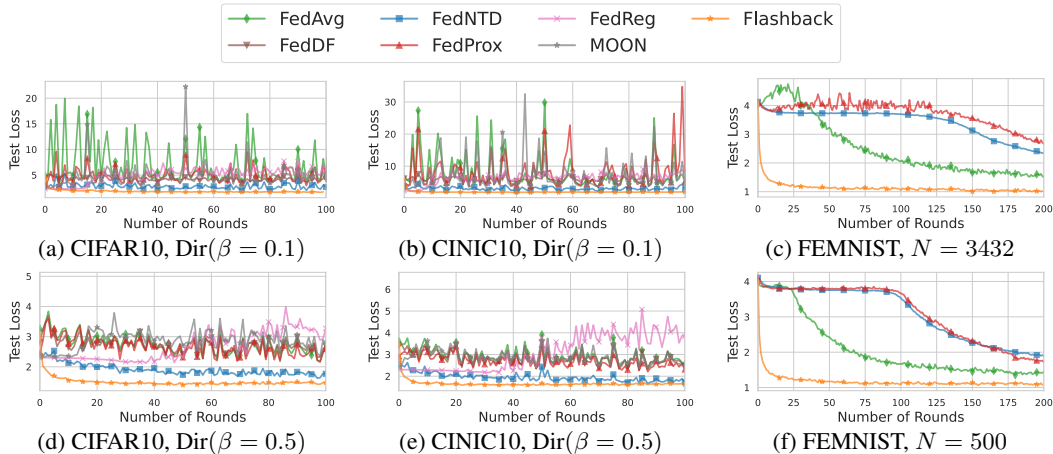 FedAvg FedNTD FedReg Flashback
FedDF FedProx MOON
Test Loss
20
15
10
5
0 20 40 60 80 100
Number of Rounds
(a) CIFAR10, Dir(β = 0.1)
Test Loss
30
20
10
0 20 40 60 80 100
Number of Rounds
(b) CINIC10, Dir(β = 0.1)
Test Loss
4
3
2
1
0 25 50 75 100 125 150 175 200
Number of Rounds
(c) FEMNIST, N = 3432
Test Loss
5
4
3
2
0 20 40 60 80 100
Number of Rounds
(d) CIFAR10, Dir(β = 0.5)
Test Loss
6
5
4
3
2
0 20 40 60 80 100
Number of Rounds
(e) CINIC10, Dir(β = 0.5)
Test Loss
4
3
2
1
0 25 50 75 100 125 150 175 200
Number of Rounds
(f) FEMNIST, N = 500